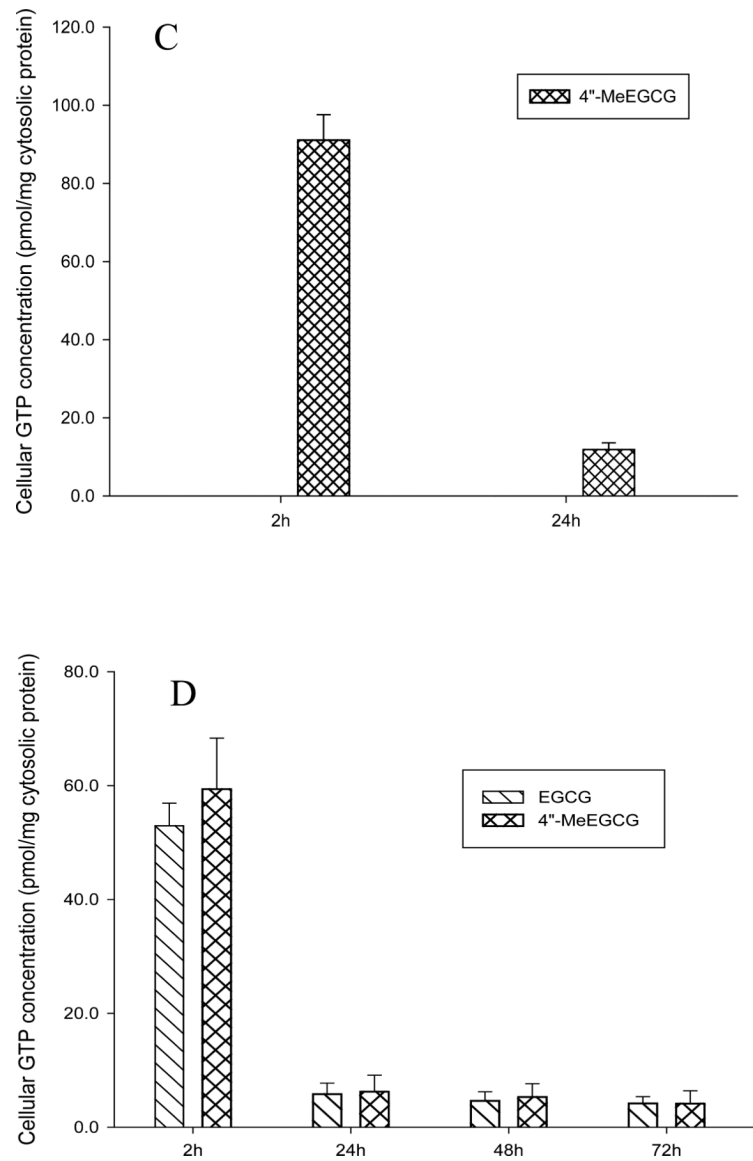 C
Cellular GTP concentration (pmol/mg cytosolic protein)
120.0
100.0
80.0
60.0
40.0
20.0
0.0
4"-MeEGCG
2h
24h
D
Cellular GTP concentration (pmol/mg cytosolic protein)
80.0
60.0
40.0
20.0
0.0
EGCG
4"-MeEGCG
2h
24h
48h
72h